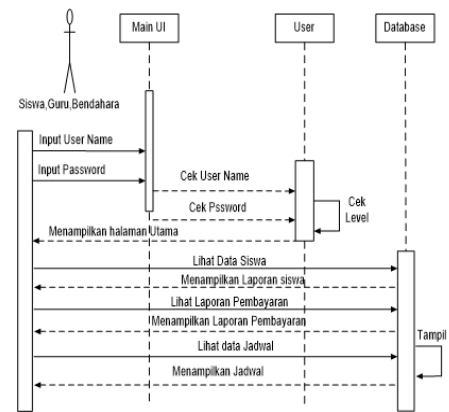 Main UI
User
Database
Siswa,Guru,Bendahara
Input User Name
Input Password
Cek User Name
Cek Pssword
Cek
Level
Menampilkan halaman Utama
Lihat Data Siswa
Menampilkan Laporan siswa
Lihat Laporan Pembayaran
Menampilkan Laporan Pembayaran
Tampil
Lihat data Jadwal
Menampilkan Jadwal